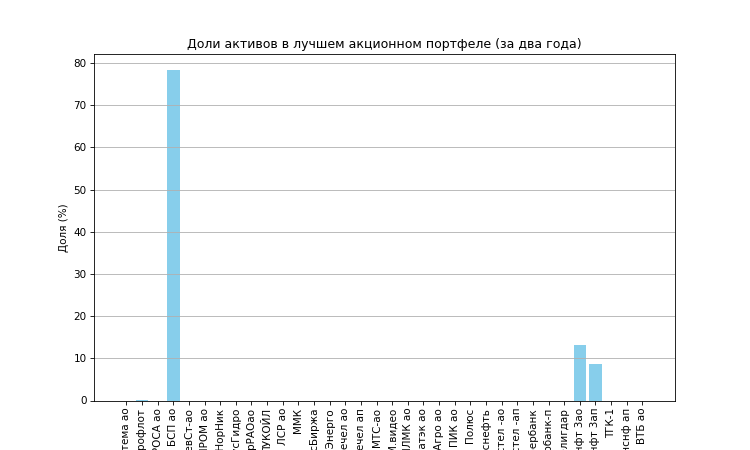 Доли активов в лучшем акционном портфеле (за два года)
Доля (%)
80
70
60
50
40
30
20
10
0
тема ао
рофлот
РОСА ао
БСП ао
евСт-ао
ПРОМ ао
НорНик
сГидро
рРАОао
ЛУКОЙЛ
ЛСР ао
ММК
сБиржа
Энерго
ечел ао
ечел ап
МТС-ао
М.видео
ЛМК ао
атэк ао
Агро ао
ПИК ао
Полюс
снефть
стел -ао
стел -ап
ербанк
рбанк-п
лигдар
нфт 3ао
нфт 3ап
ТГК-1
нснф ап
ВТБ ао